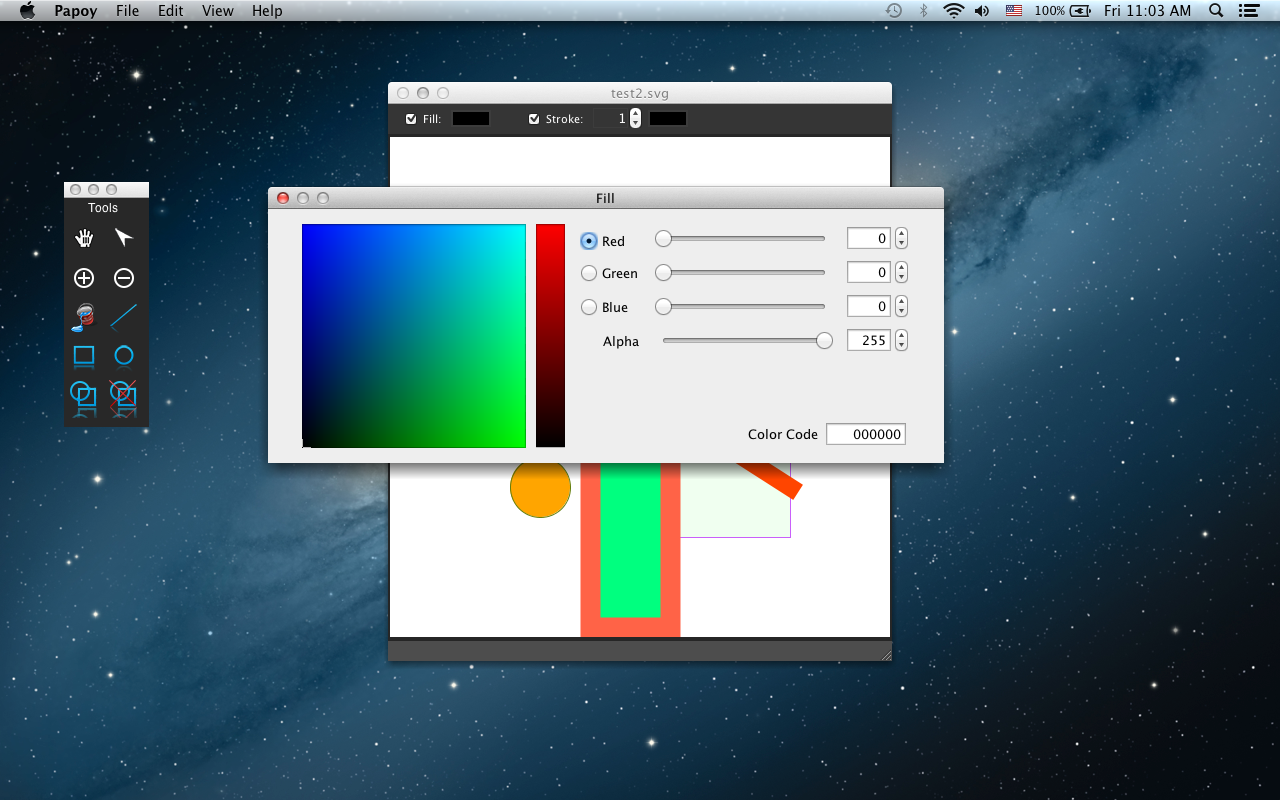 Papoy File Edit View Help 100% Fri 11:03 AM
test2.svg
Fill: Stroke: 1
Tools
Fill
Red 0
Green 0
Blue 0
Alpha 255
Color Code 000000